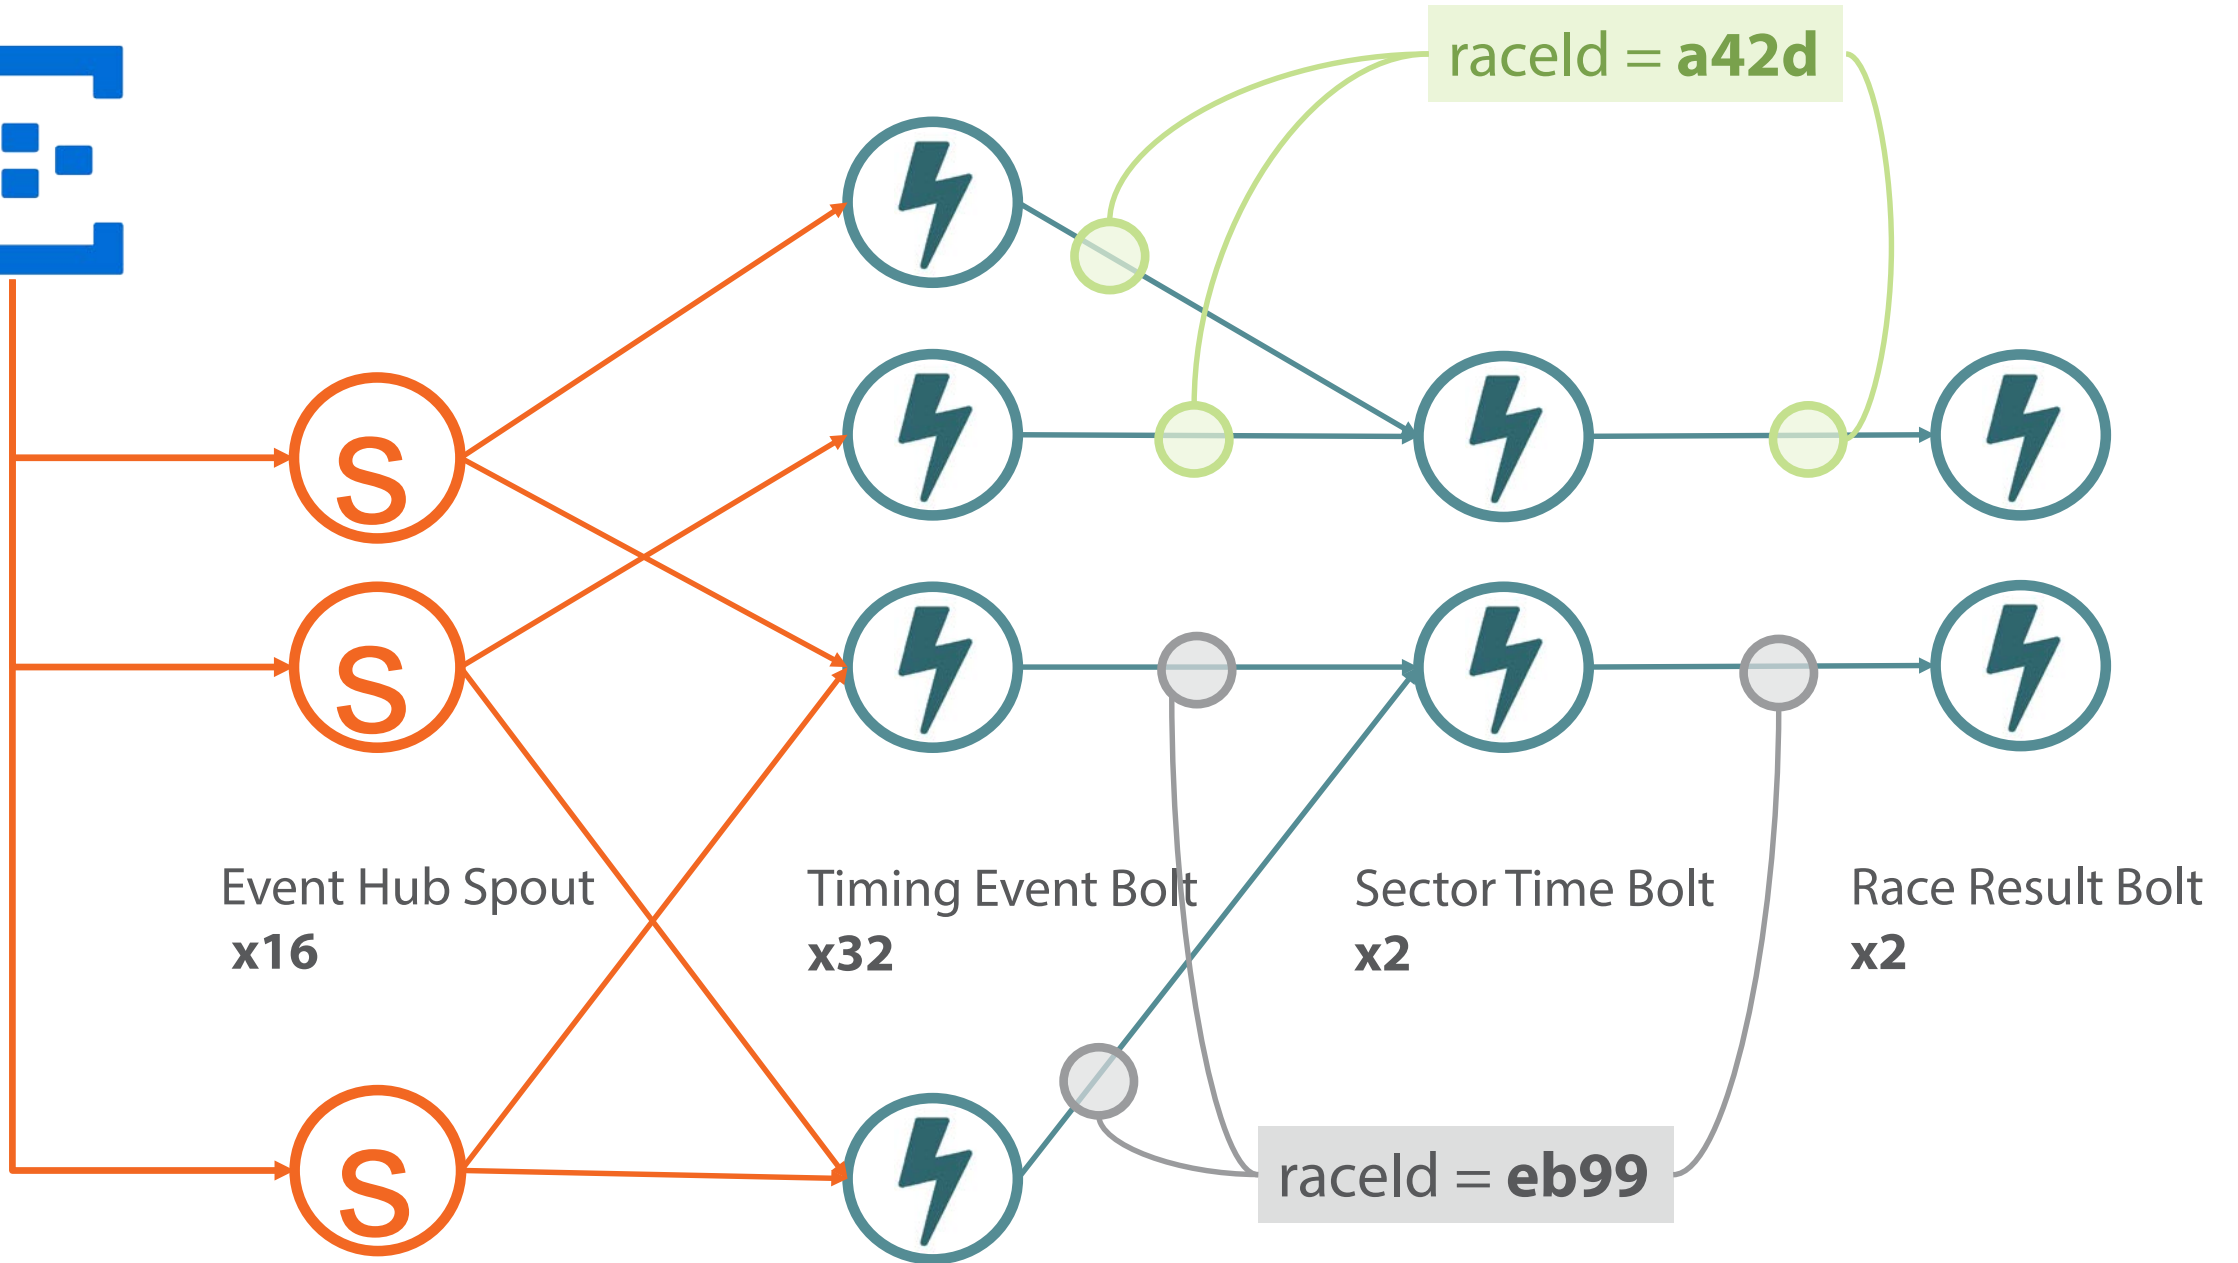 raceId = a42d
S
S
Event Hub Spout
x16
Timing Event Bolt
x32
Sector Time Bolt
x2
Race Result Bolt
x2
S
raceId = eb99